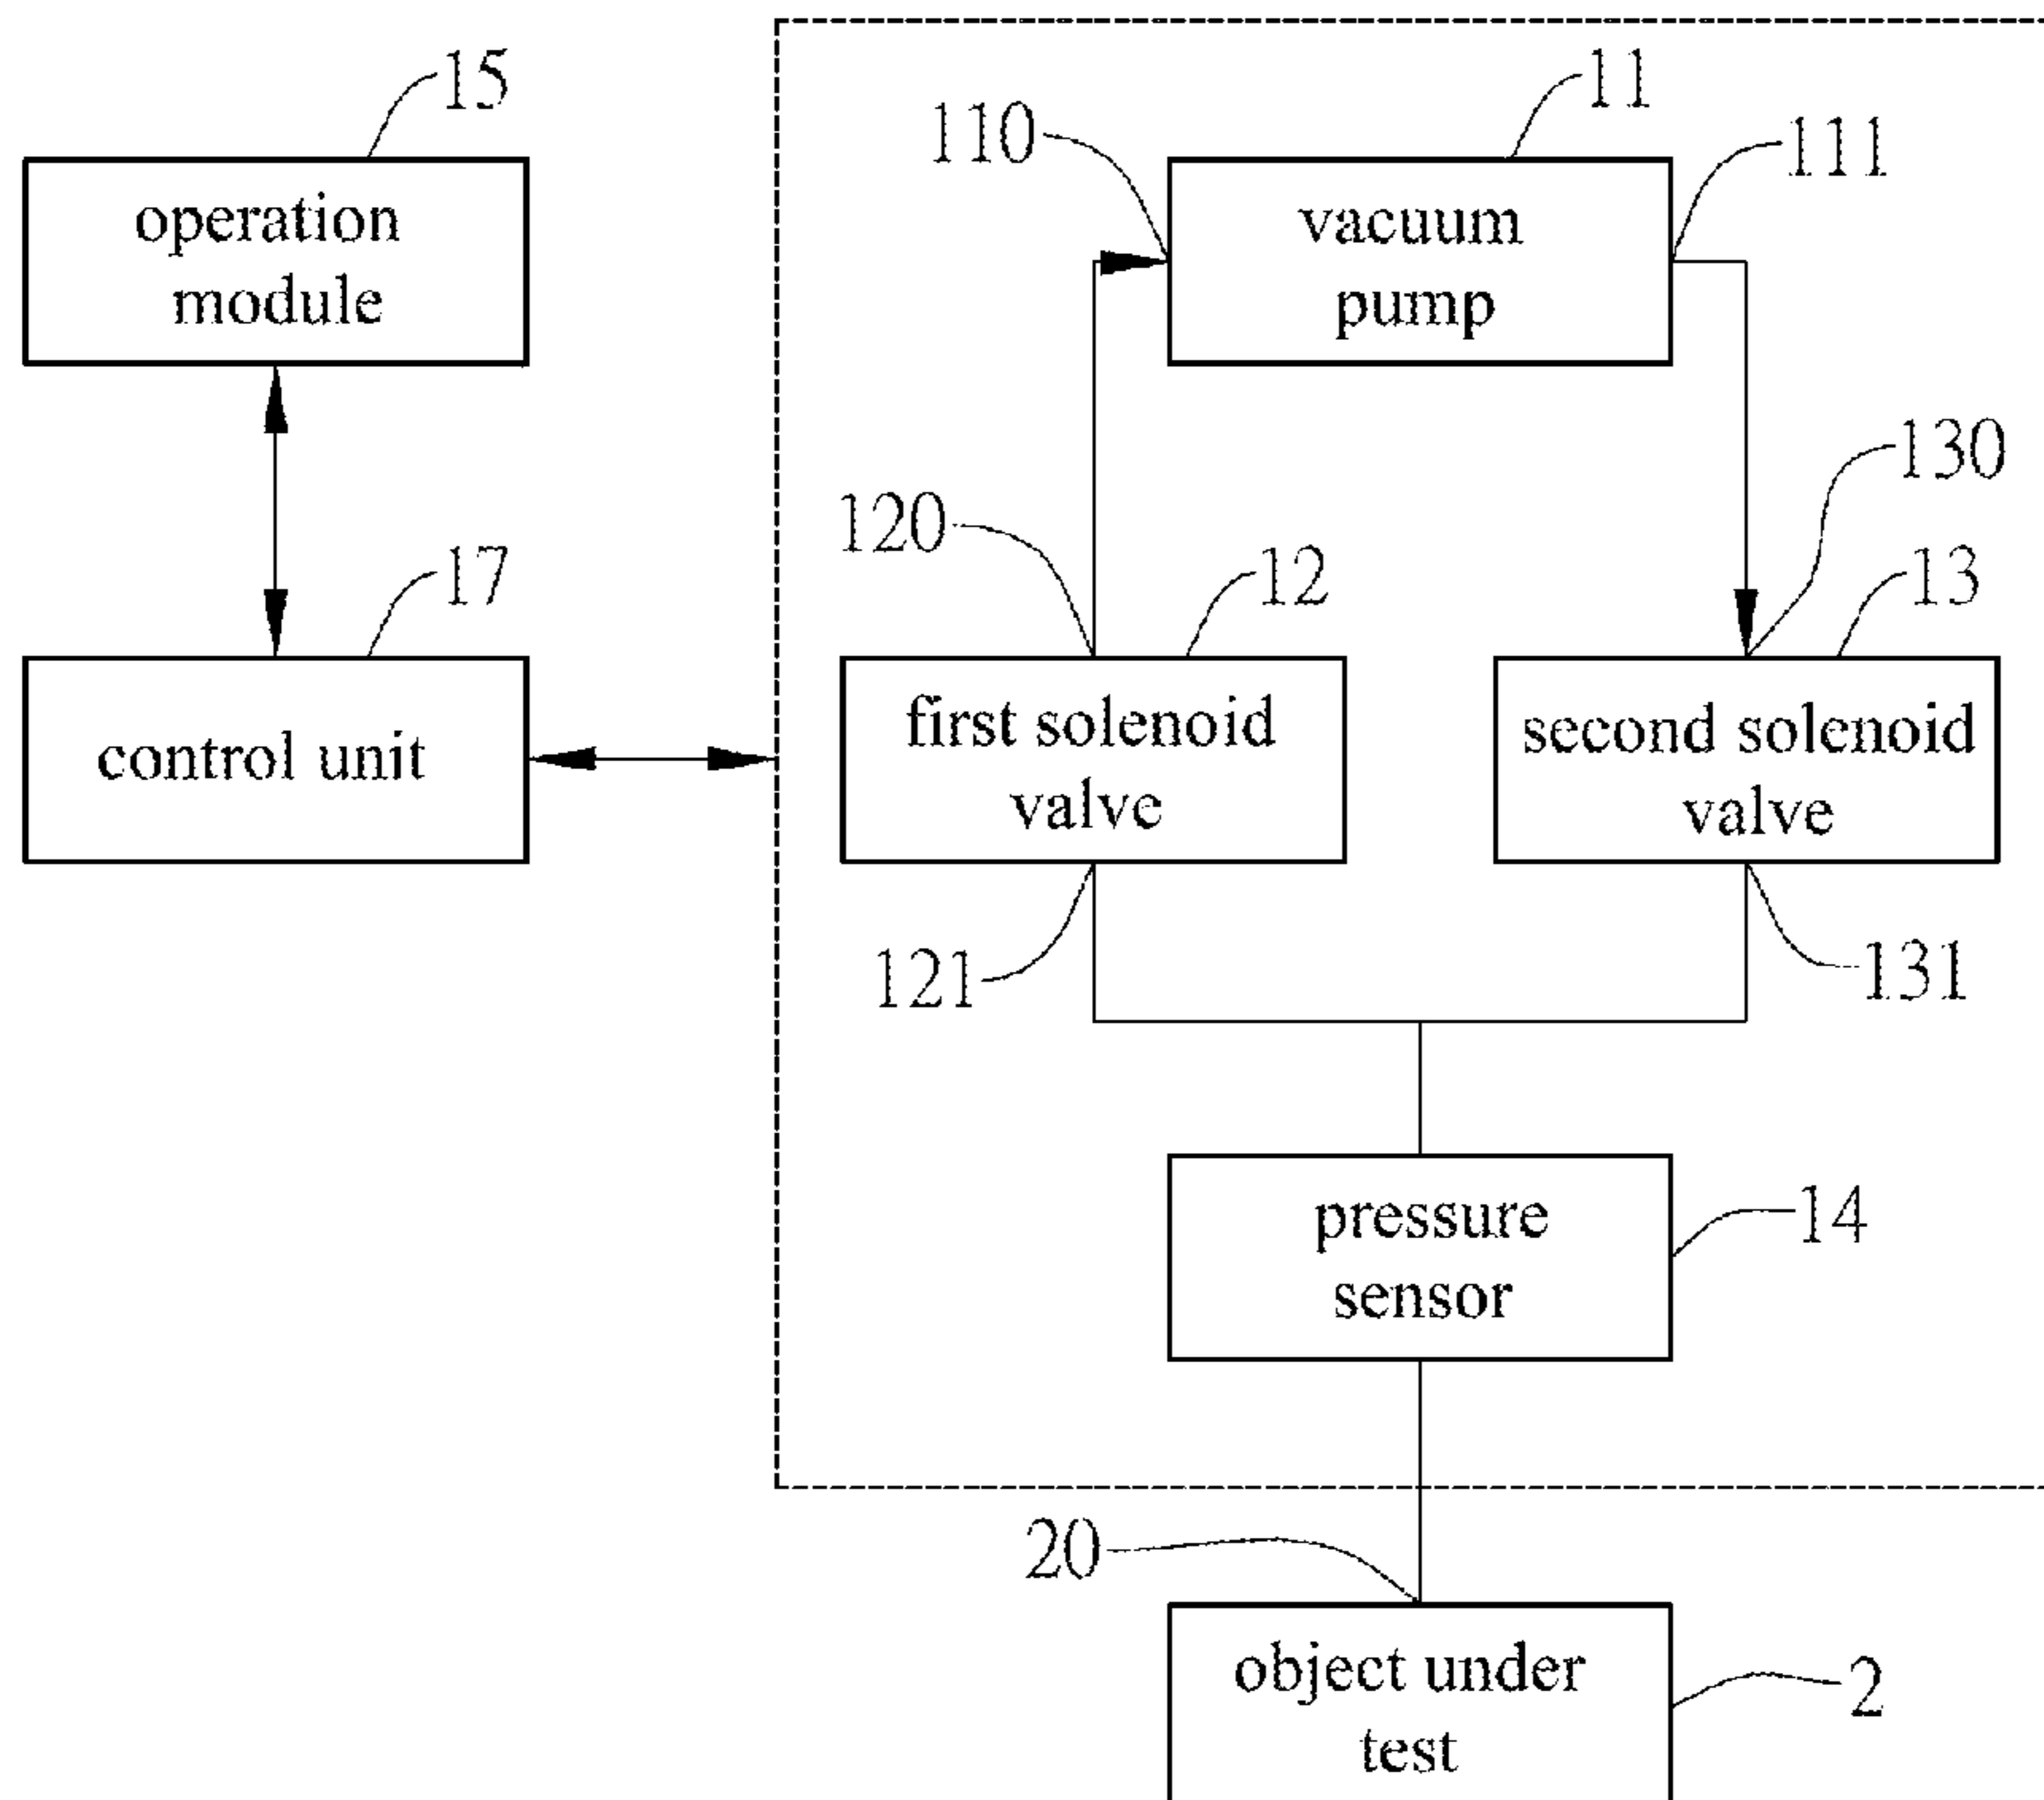 15
operation
module
17
control unit
11
110
111
vacuum
pump
130
120
12
13
first solenoid
valve
second solenoid
valve
121
131
pressure
sensor
14
20
object under
test
2